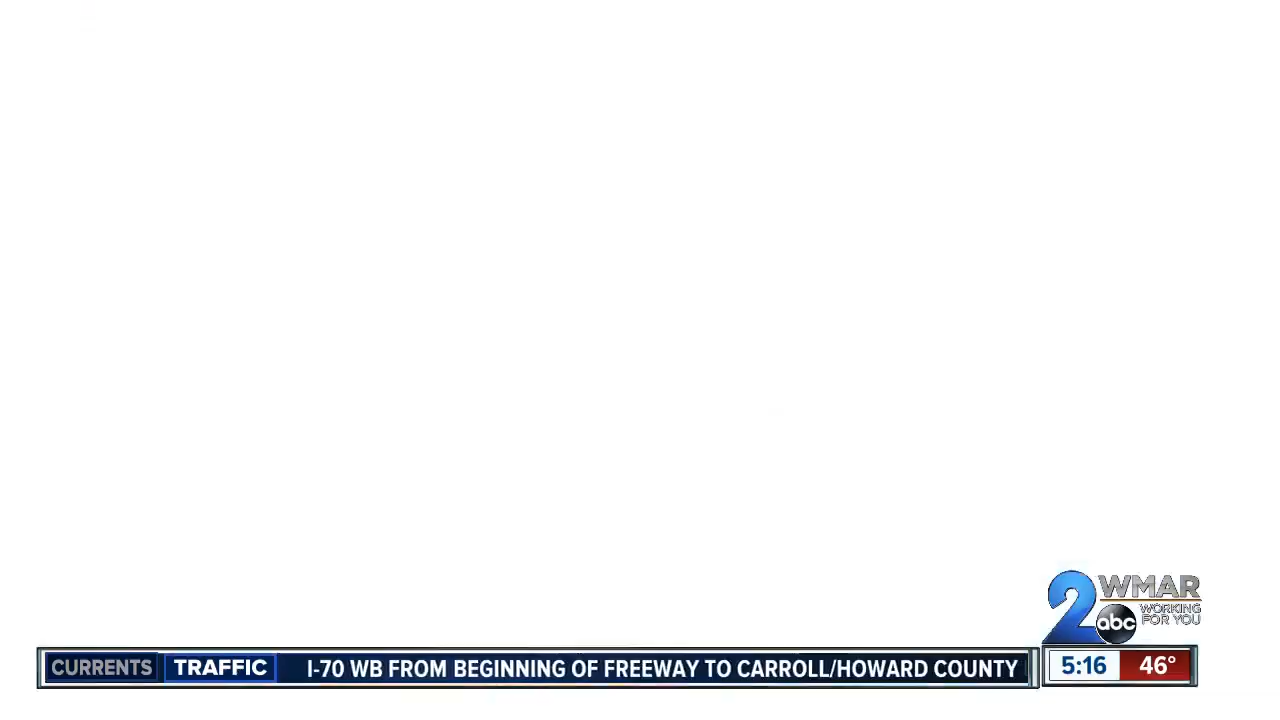 2 WMAR
abc WORKING
FOR YOU
CURRENTS TRAFFIC I-70 WB FROM BEGINNING OF FREEWAY TO CARROLL/HOWARD COUNTY 5:16 46°